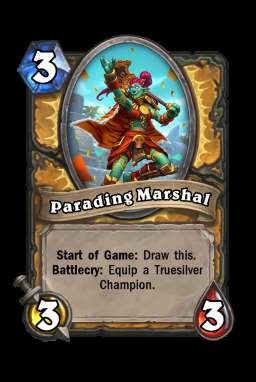 3
Parading Marshal
Start of Game: Draw this.
Battlecry: Equip a Truesilver
Champion.
3 3